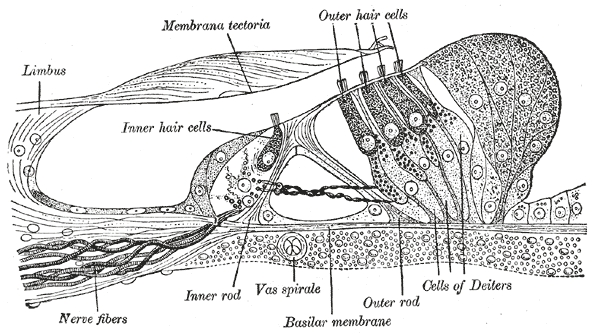 Outer hair cells
Membrana tectoria
Limbus
Inner hair cells
Nerve fibers
Inner rod
Vas spirale
Basilar membrane
Outer rod
Cells of Deiters